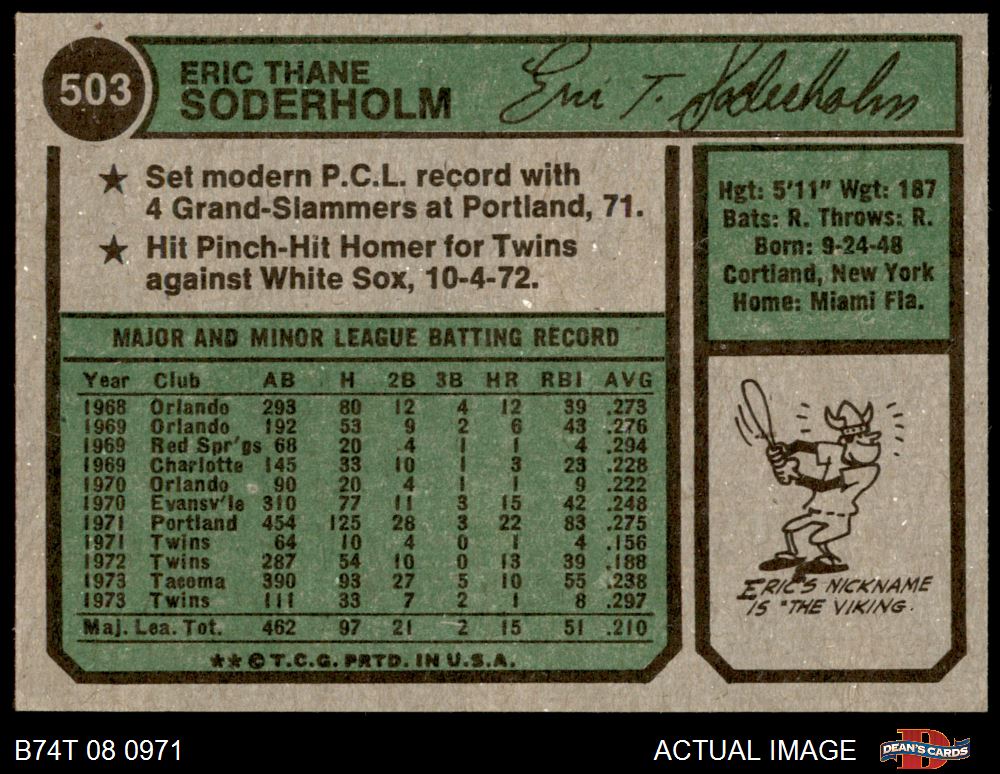 503
ERIC THANE
SODERHOLM
Eric T. Soderholm
★ Set modern P.C.L. record with
4 Grand-Slammers at Portland, 71.
★ Hit Pinch-Hit Homer for Twins
against White Sox, 10-4-72.
Hgt: 5'11" Wgt: 187
Bats: R. Throws: R.
Born: 9-24-48
Cortland, New York
Home: Miami Fla.
MAJOR AND MINOR LEAGUE BATTING RECORD
Year Club AB H 2B 3B HR RBI AVG
1968 Orlando 293 80 12 4 12 39 .273
1969 Orlando 192 53 9 2 6 43 .276
1969 Red Spr'gs 68 20 4 1 1 4 .294
1969 Charlotte 145 33 10 1 3 23 .228
1970 Orlando 90 20 4 1 1 9 .222
1970 Evansv'le 310 77 11 3 15 42 .248
1971 Portland 454 125 28 3 22 83 .275
1971 Twins 64 10 4 0 1 4 .156
1972 Twins 287 54 10 0 13 39 .188
1973 Tacoma 390 93 27 5 10 55 .238
1973 Twins 111 33 7 2 1 8 .297
Maj. Lea. Tot. 462 97 21 2 15 51 .210
★★ © T.C.G. PRTD. IN U.S.A.
ERIC'S NICKNAME
IS "THE VIKING.
B74T 08 0971
ACTUAL IMAGE
DEAN'S CARDS